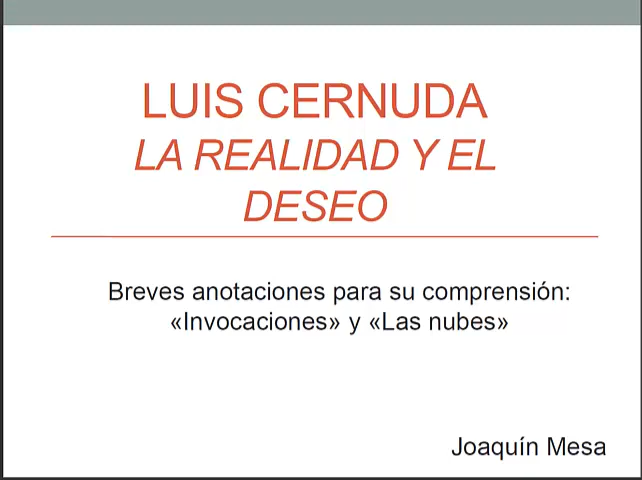 LUIS CERNUDA
LA REALIDAD Y EL
DESEO
Breves anotaciones para su comprensión:
«Invocaciones» y «Las nubes»
Joaquín Mesa